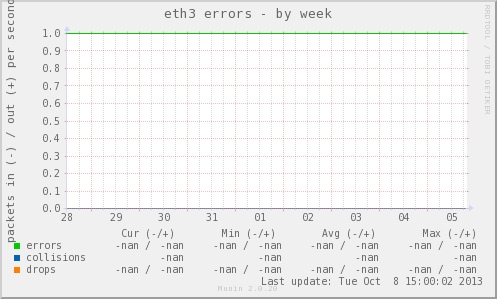 eth3 errors - by week
RRDTOOL / TOBI OETIKER
packets in (-) / out (+) per second
1.0
0.9
0.8
0.7
0.6
0.5
0.4
0.3
0.2
0.1
0.0
28 29 30 31 01 02 03 04 05
Cur (-/+) Min (-/+) Avg (-/+) Max (-/+)
errors -nan / -nan -nan / -nan -nan / -nan -nan / -nan
collisions -nan -nan -nan -nan
drops -nan / -nan -nan / -nan -nan / -nan -nan / -nan
Last update: Tue Oct 8 15:00:02 2013
Munin 2.0.20